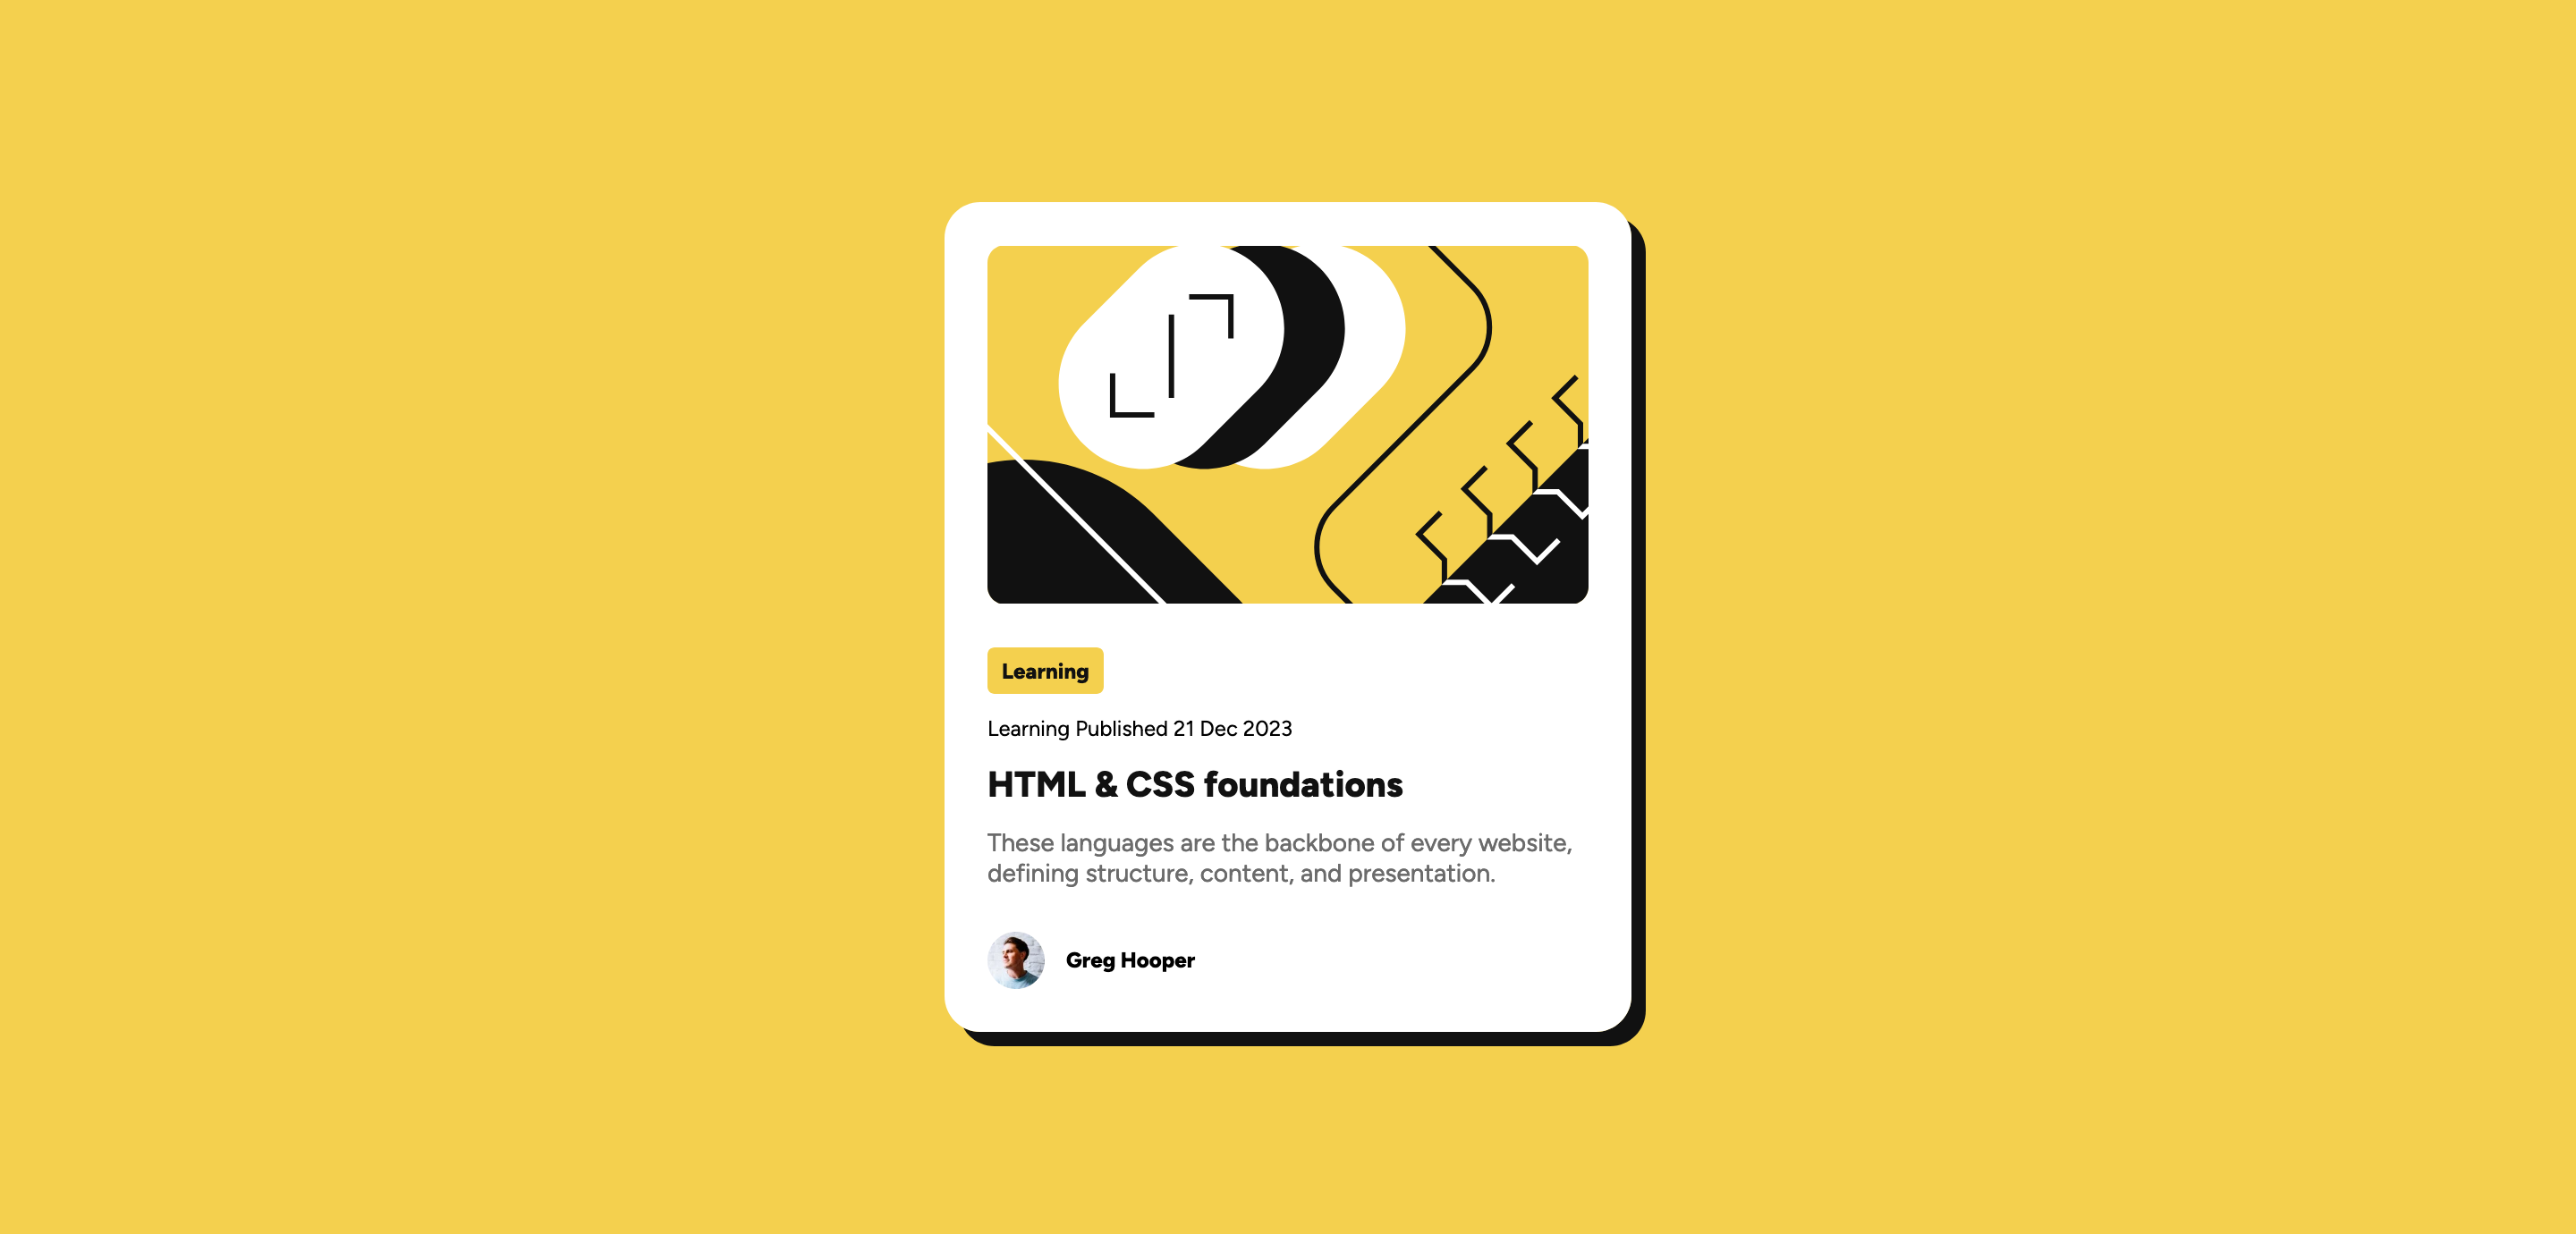 Learning
Learning Published 21 Dec 2023
HTML & CSS foundations
These languages are the backbone of every website,
defining structure, content, and presentation.
Greg Hooper